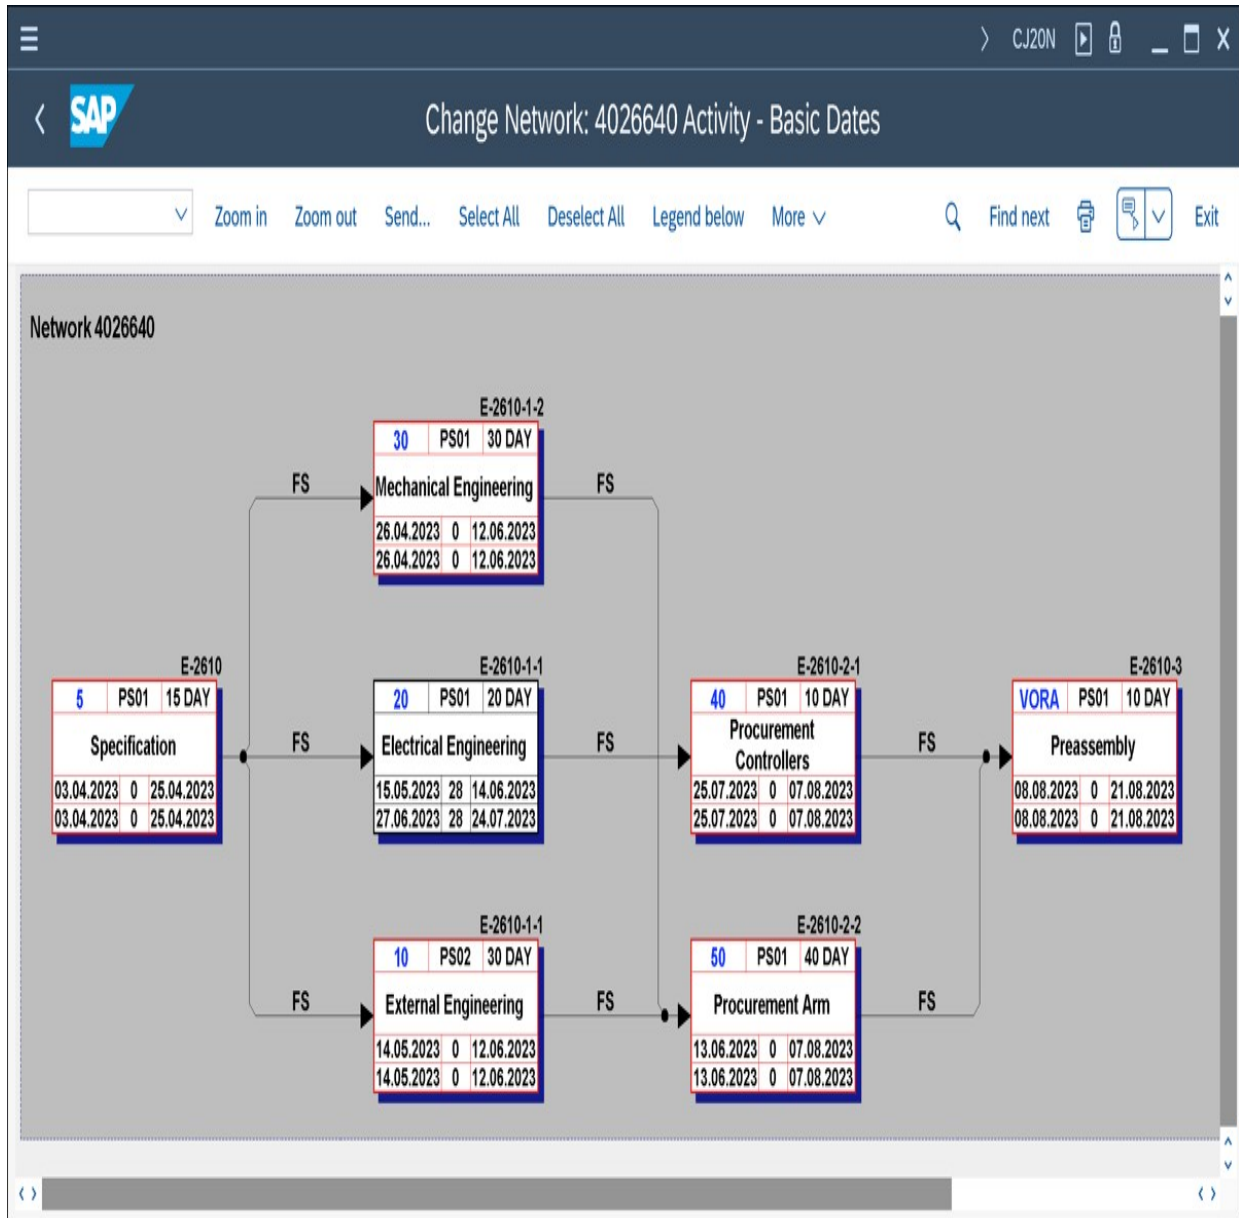 CJ20N
SAP
Change Network: 4026640 Activity - Basic Dates
Zoom in Zoom out Send... Select All Deselect All Legend below More Find next Exit
Network 4026640
E-2610-1-2
30 PS01 30 DAY
Mechanical Engineering
26.04.2023 0 12.06.2023
26.04.2023 0 12.06.2023
FS
FS
E-2610
5 PS01 15 DAY
Specification
03.04.2023 0 25.04.2023
03.04.2023 0 25.04.2023
FS
E-2610-1-1
20 PS01 20 DAY
Electrical Engineering
15.05.2023 28 14.06.2023
27.06.2023 28 24.07.2023
FS
E-2610-2-1
40 PS01 10 DAY
Procurement
Controllers
25.07.2023 0 07.08.2023
25.07.2023 0 07.08.2023
FS
E-2610-3
VORA PS01 10 DAY
Preassembly
08.08.2023 0 21.08.2023
08.08.2023 0 21.08.2023
FS
E-2610-1-1
10 PS02 30 DAY
External Engineering
14.05.2023 0 12.06.2023
14.05.2023 0 12.06.2023
FS
E-2610-2-2
50 PS01 40 DAY
Procurement Arm
13.06.2023 0 07.08.2023
13.06.2023 0 07.08.2023
FS